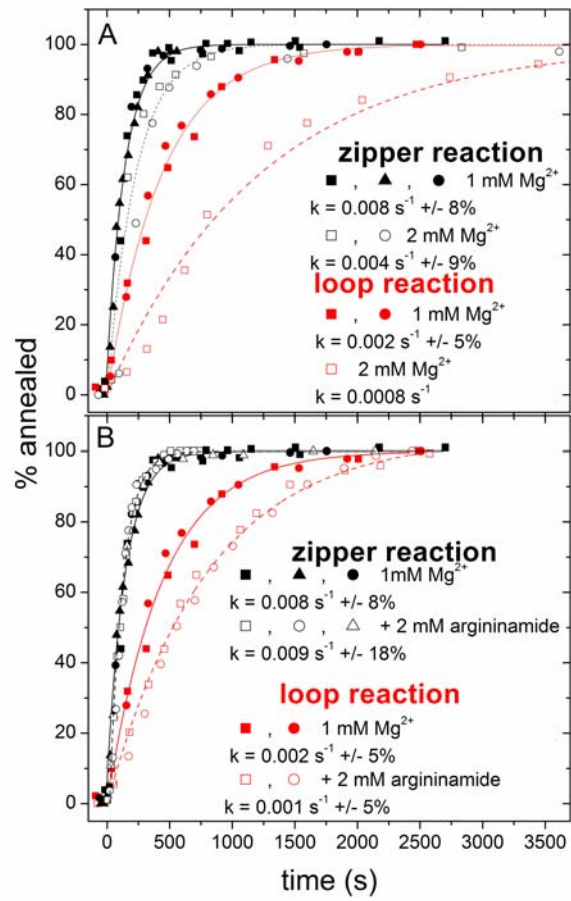 A
100
80
60
40
20
0
zipper reaction
, , 1 mM Mg²⁺
k = 0.008 s⁻¹ +/- 8%
, 2 mM Mg²⁺
k = 0.004 s⁻¹ +/- 9%
loop reaction
, 1 mM Mg²⁺
k = 0.002 s⁻¹ +/- 5%
2 mM Mg²⁺
k = 0.0008 s⁻¹
% annealed
B
100
80
60
40
20
0
zipper reaction
, , 1mM Mg²⁺
k = 0.008 s⁻¹ +/- 8%
, , + 2 mM argininamide
k = 0.009 s⁻¹ +/- 18%
loop reaction
, 1 mM Mg²⁺
k = 0.002 s⁻¹ +/- 5%
, + 2 mM argininamide
k = 0.001 s⁻¹ +/- 5%
0 500 1000 1500 2000 2500 3000 3500
time (s)